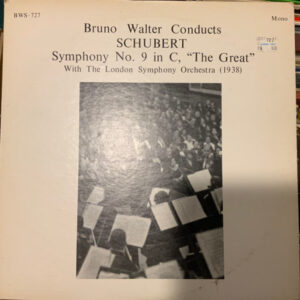 BWS-727
Mono
Bruno Walter Conducts
SCHUBERT
Symphony No. 9 in C, "The Great"
With The London Symphony Orchestra (1938)